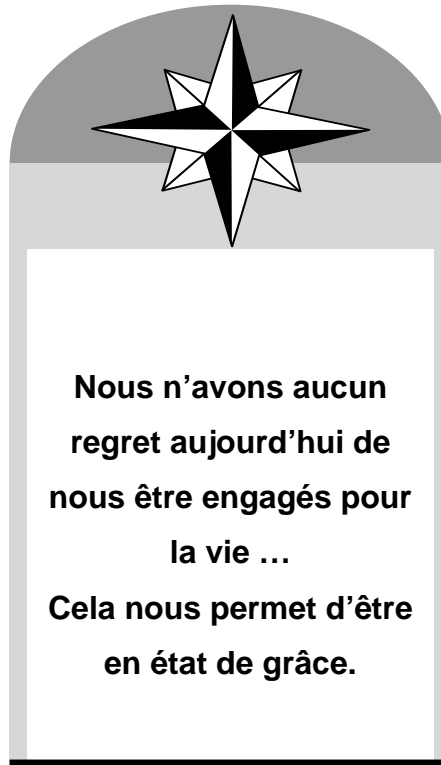 Nous n’avons aucun
regret aujourd’hui de
nous être engagés pour
la vie …
Cela nous permet d’être
en état de grâce.